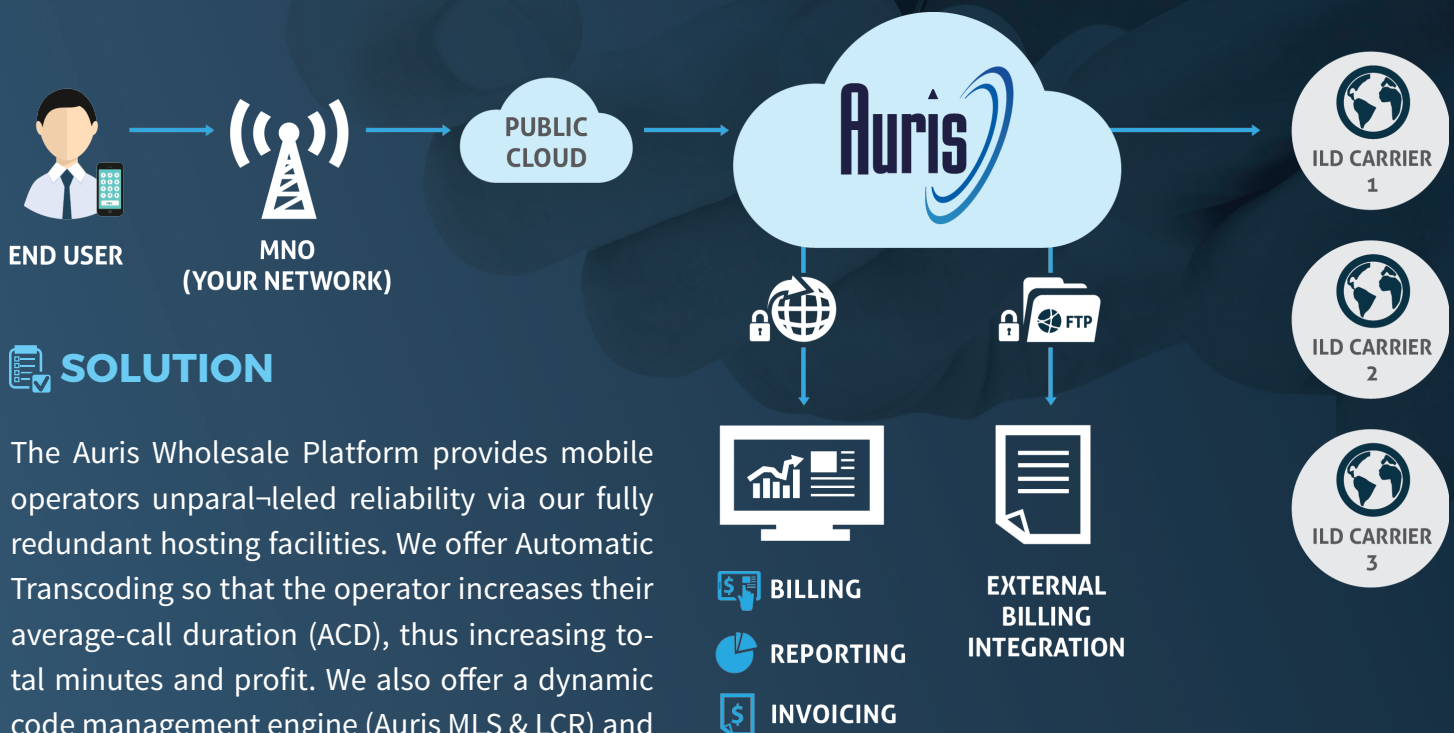 END USER
MNO
(YOUR NETWORK)
PUBLIC
CLOUD
Auris
ILD CARRIER
1
ILD CARRIER
2
ILD CARRIER
3
FTP
SOLUTION
The Auris Wholesale Platform provides mobile
operators unparal¬leled reliability via our fully
redundant hosting facilities. We offer Automatic
Transcoding so that the operator increases their
average-call duration (ACD), thus increasing to-
tal minutes and profit. We also offer a dynamic
code management engine (Auris MLS & LCR) and
$ BILLING
REPORTING
$ INVOICING
EXTERNAL
BILLING
INTEGRATION